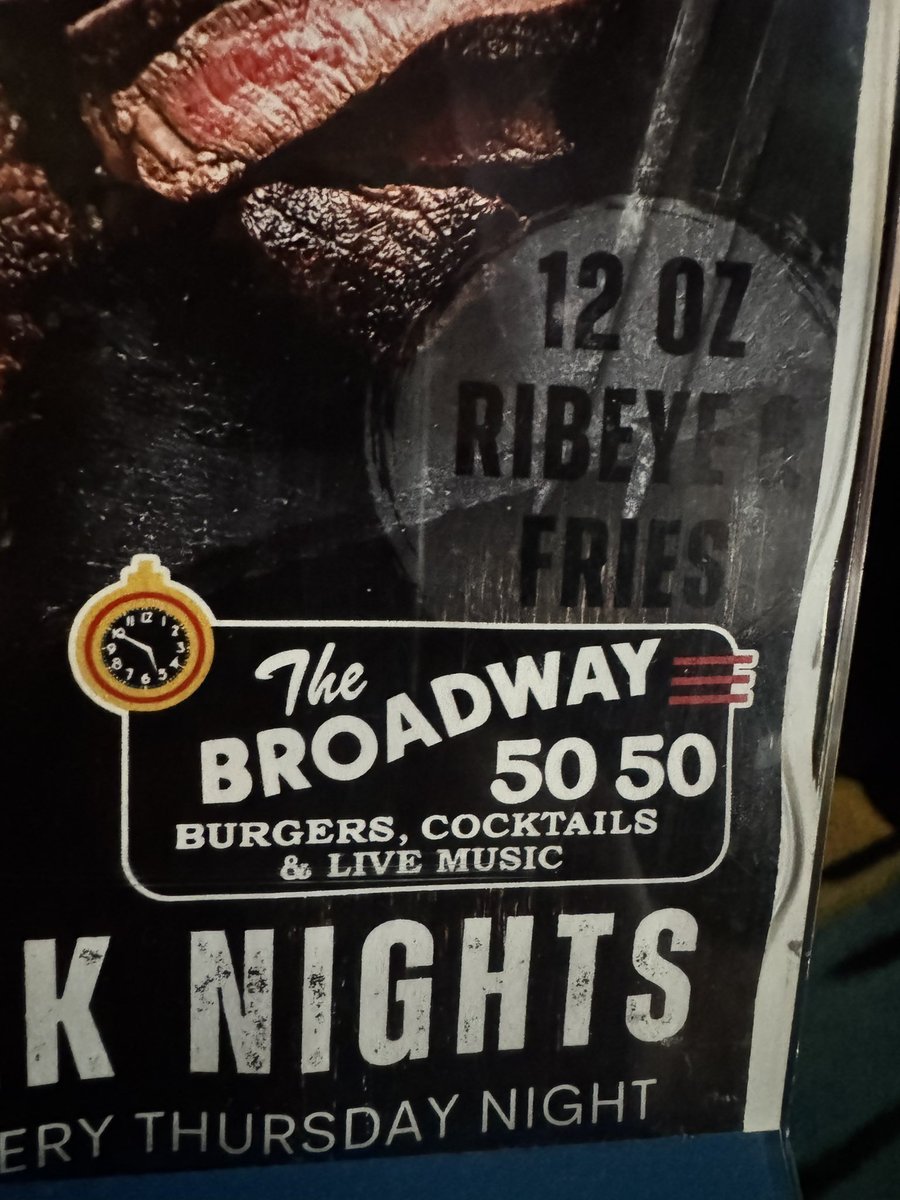 12 OZ
RIBEYE &
FRIES
The
BROADWAY
50 50
BURGERS, COCKTAILS
& LIVE MUSIC
K NIGHTS
ERY THURSDAY NIGHT